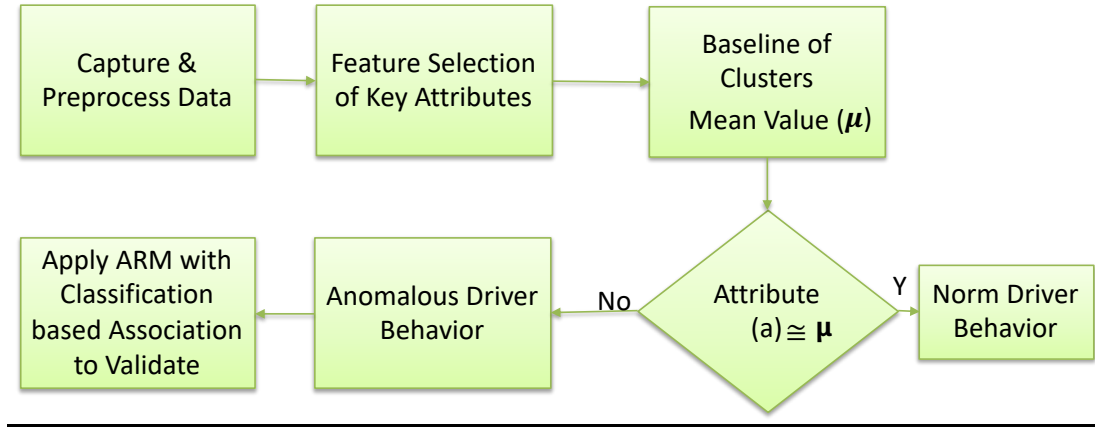 Capture &
Preprocess Data
Feature Selection
of Key Attributes
Baseline of
Clusters
Mean Value (μ)
Attribute
(a) ≅ μ
Y
Norm Driver
Behavior
No
Anomalous Driver
Behavior
Apply ARM with
Classification
based Association
to Validate